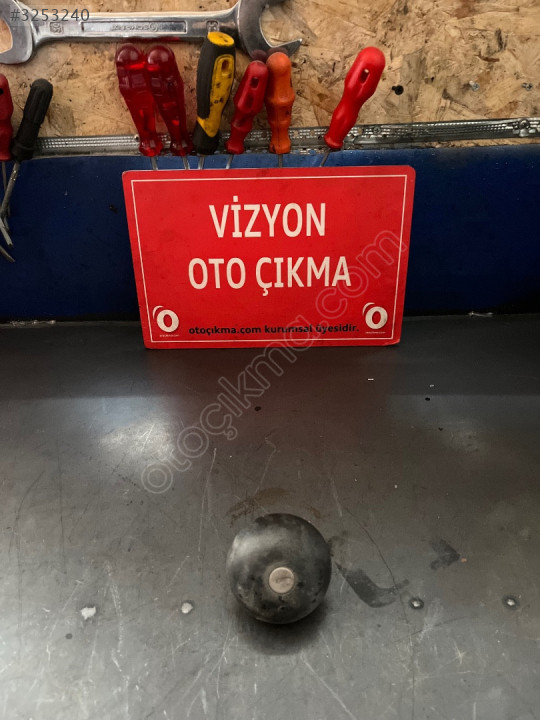 #3253240
VİZYON
OTO ÇIKMA
otoçıkma.com kurumsal üyesidir.
otoçıkma.com